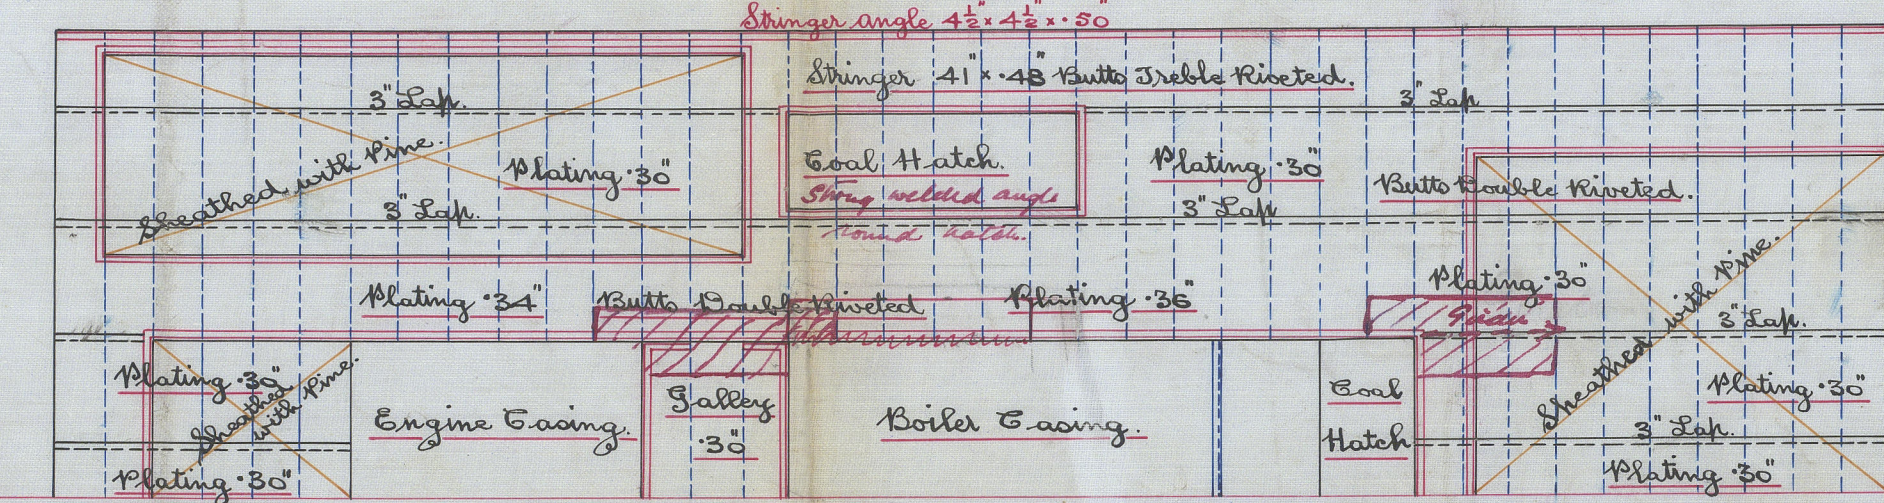 Stringer angle 4½" × 4½" × .50"
Stringer 41" × .48" Butts Treble Riveted.
3" Lap.
3" Lap
Coal Hatch.
Strong welded angle
round hatch.
Sheathed with Pine.
Plating .30"
3" Lap.
Plating .30"
3" Lap
Butts Double Riveted.
Plating .34"
Butts Double Riveted
Plating .36"
Plating .30"
Girder
Sheathed with Pine.
3" Lap.
Plating .30"
Sheathed
with Pine.
Engine Casing.
Galley
.30"
Boiler Casing.
Coal
Hatch
Plating .30"
3" Lap.
Plating .30"
Plating .30"